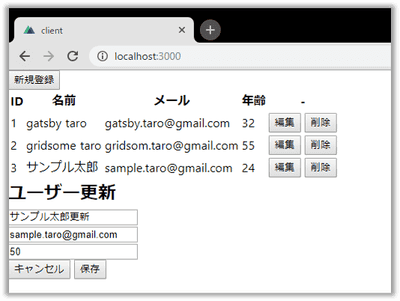 client
localhost:3000
新規登録
ID 名前 メール 年齢 -
1 gatsby taro gatsby.taro@gmail.com 32 編集 削除
2 gridsome taro gridsom.taro@gmail.com 55 編集 削除
3 サンプル太郎 sample.taro@gmail.com 24 編集 削除
ユーザー更新
サンプル太郎更新
sample.taro@gmail.com
50
キャンセル 保存